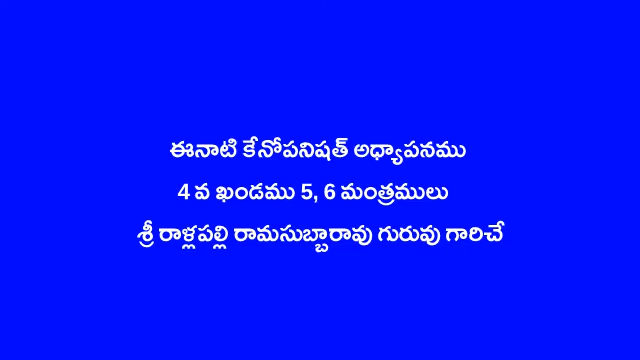 ఈనాటి కేనోపనిషత్ అధ్యాపనము
4 వ ఖండము 5, 6 మంత్రములు
శ్రీ రాళ్లపల్లి రామసుబ్బారావు గురువు గారిచే